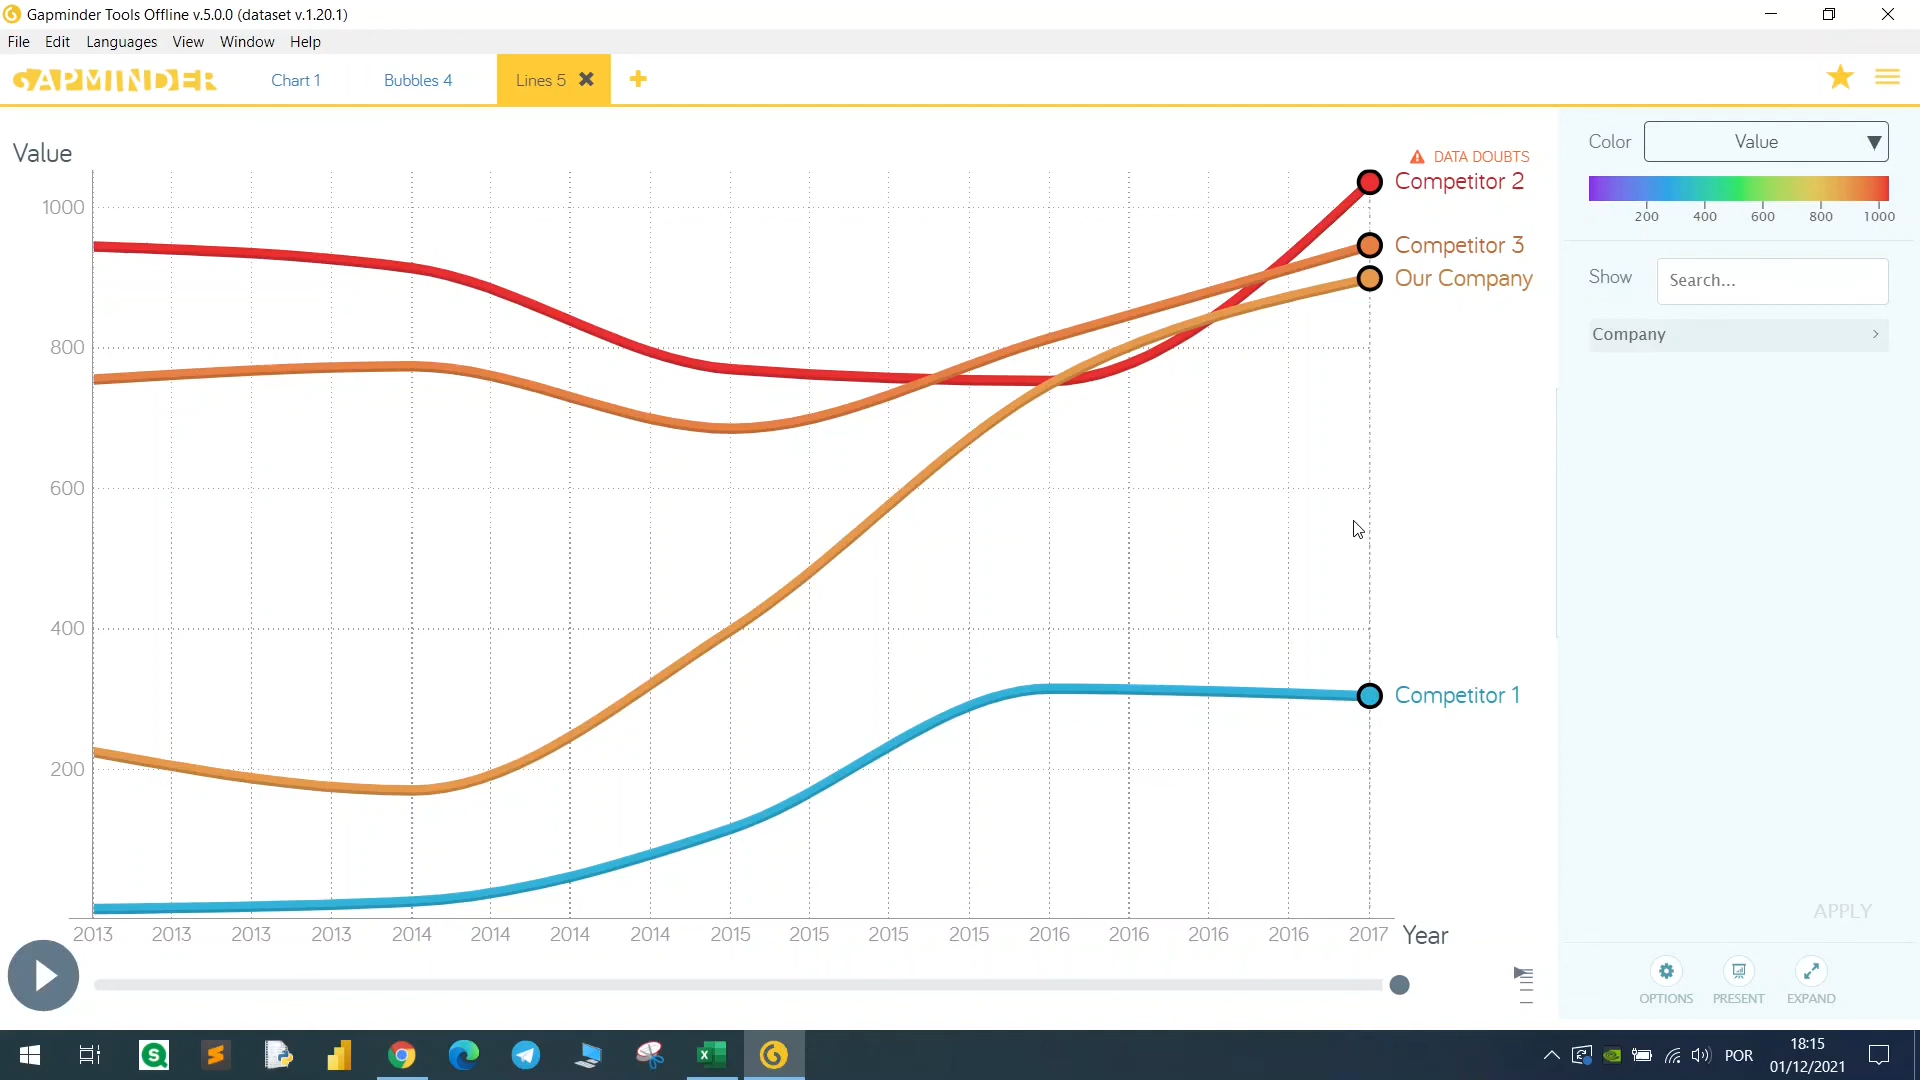 Gapminder Tools Offline v.5.0.0 (dataset v.1.20.1)
File Edit Languages View Window Help
GAPMINDER Chart 1 Bubbles 4 Lines 5
Value
DATA DOUBTS
Competitor 2
Competitor 3
Our Company
Competitor 1
1000
800
600
400
200
2013 2013 2013 2013 2014 2014 2014 2014 2015 2015 2015 2015 2016 2016 2016 2016 2017 Year
Color Value
200 400 600 800 1000
Show Search...
Company
APPLY
OPTIONS PRESENT EXPAND
POR
18:15
01/12/2021